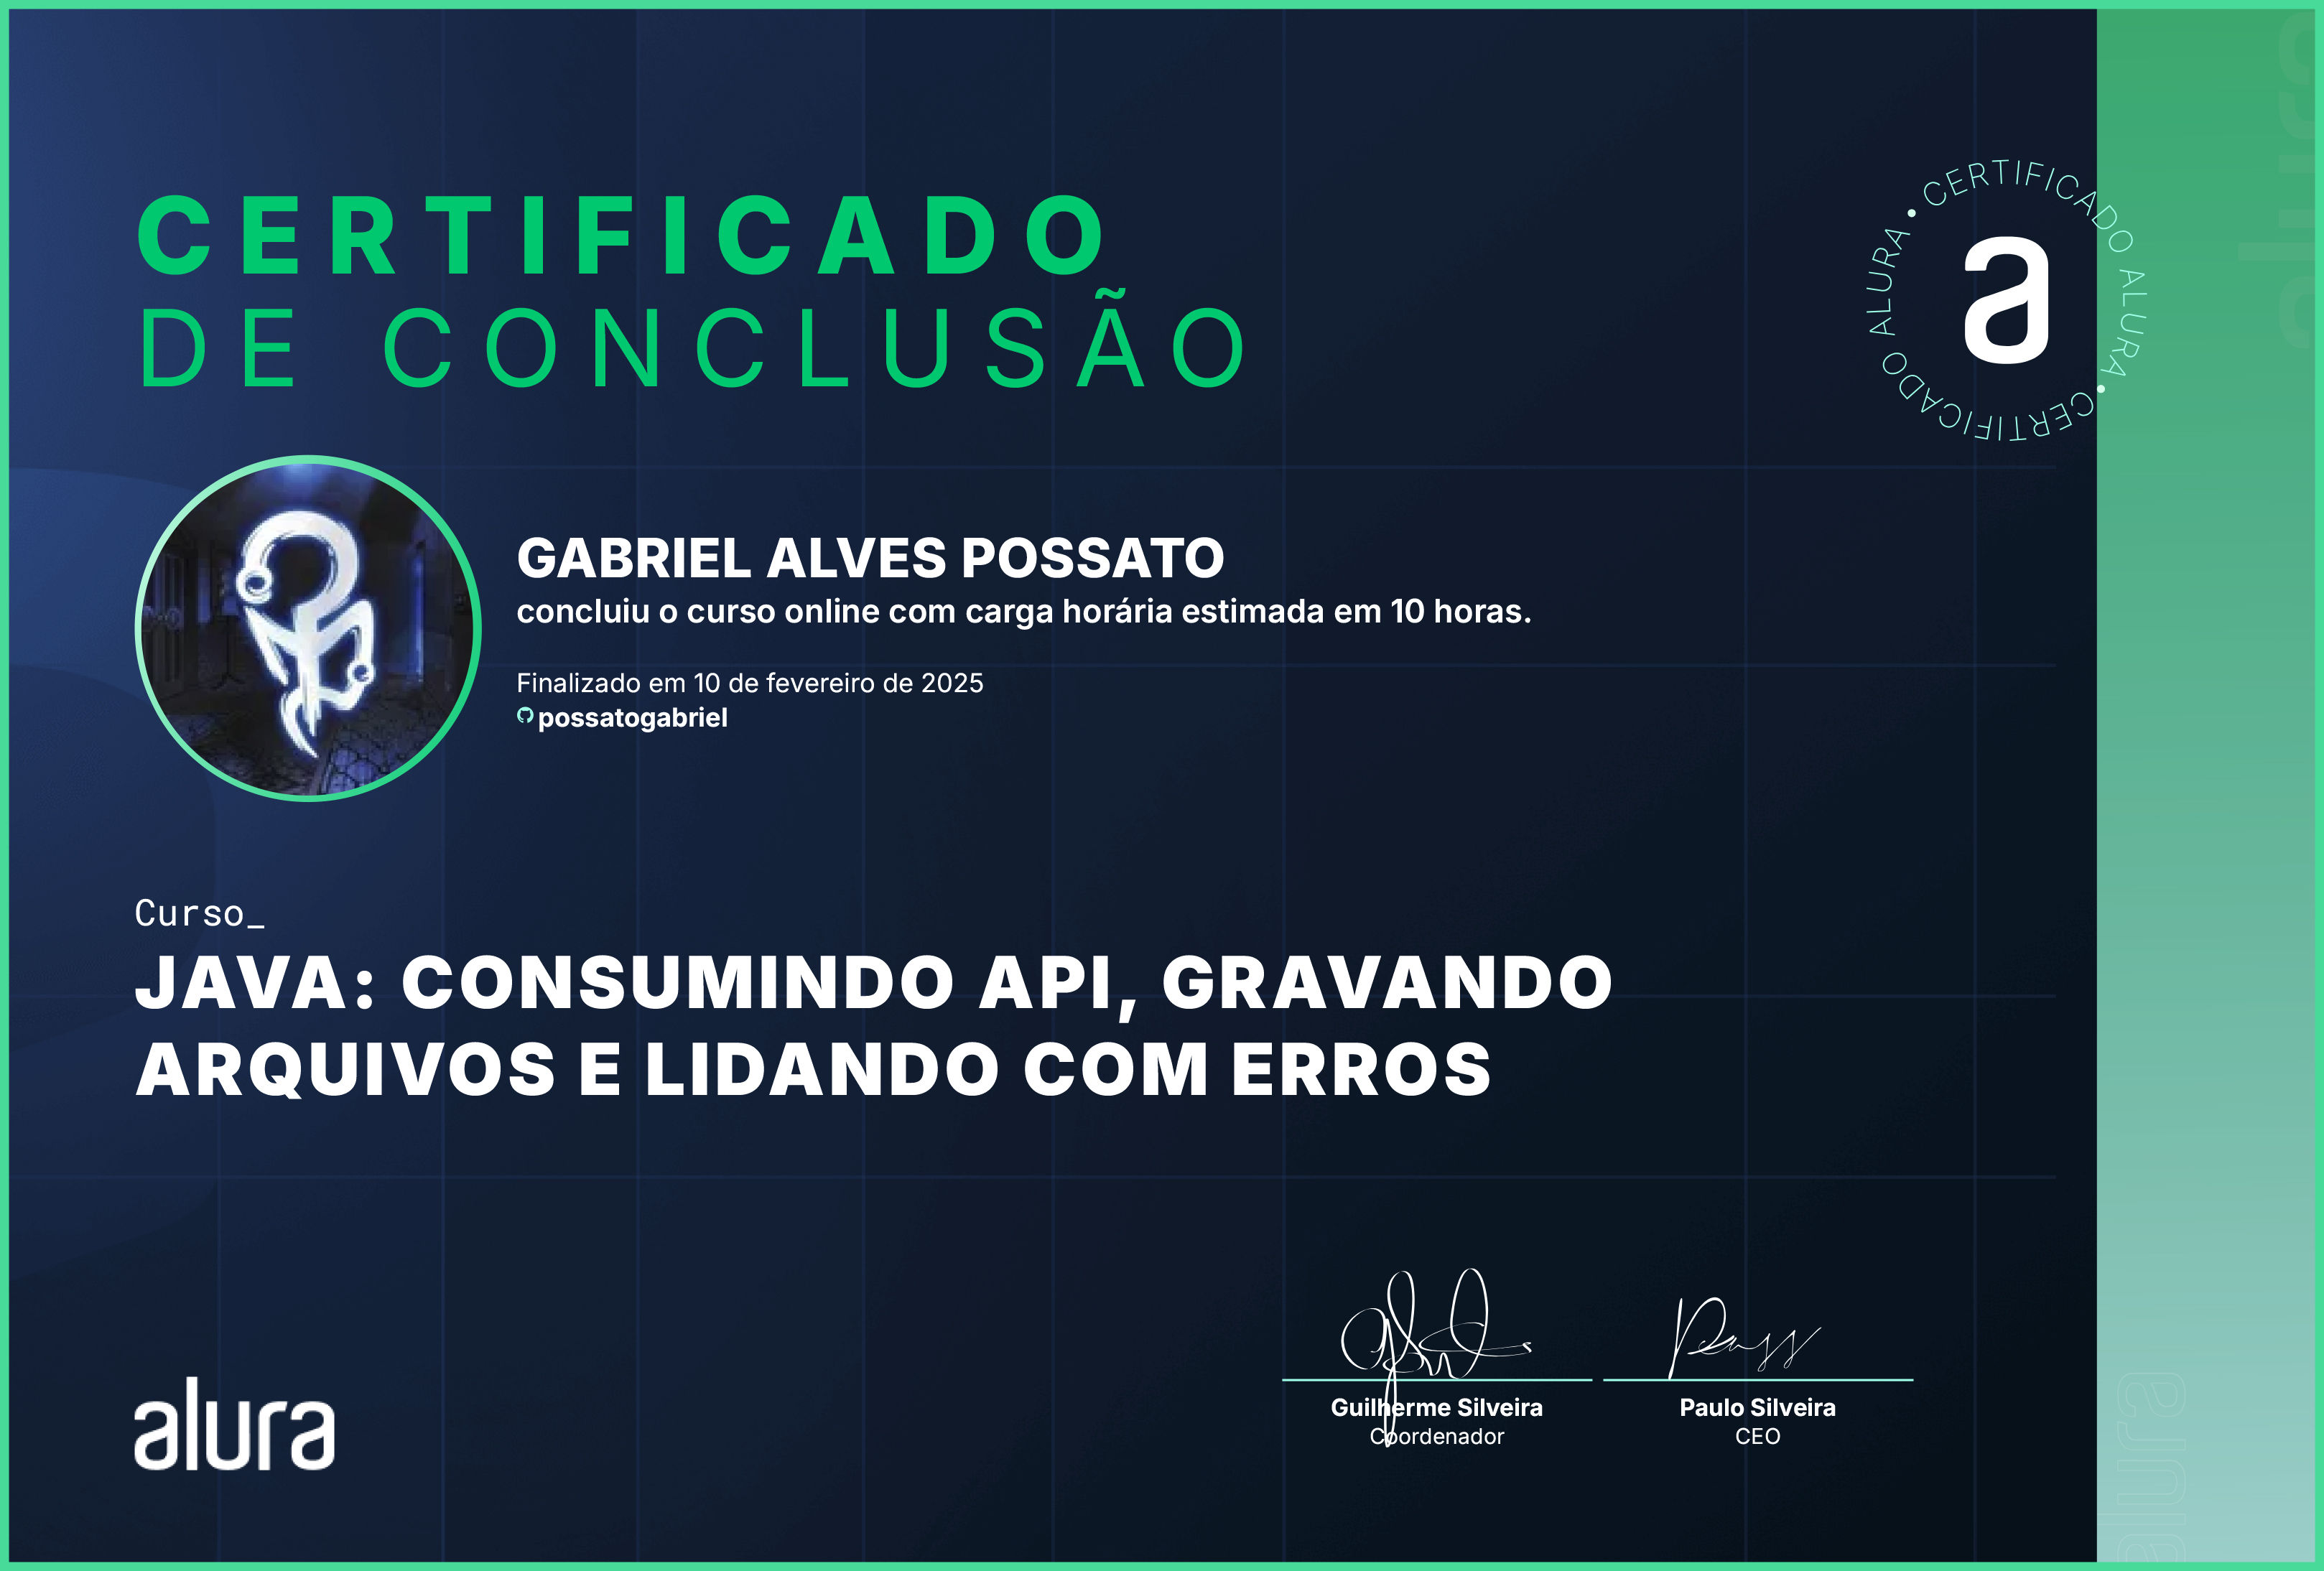 CERTIFICADO
DE CONCLUSÃO
CERTIFICADO ALURA • CERTIFICADO ALURA •
a
GABRIEL ALVES POSSATO
concluiu o curso online com carga horária estimada em 10 horas.
Finalizado em 10 de fevereiro de 2025
possatogabriel
Curso_
JAVA: CONSUMINDO API, GRAVANDO
ARQUIVOS E LIDANDO COM ERROS
Guilherme Silveira
Coordenador
Paulo Silveira
CEO
alura
alura
alura